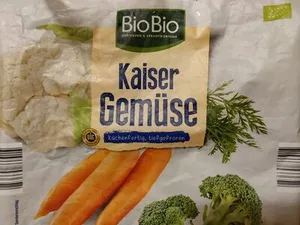 BioBio
Kaiser
Gemüse
küchenfertig, tiefgefroren